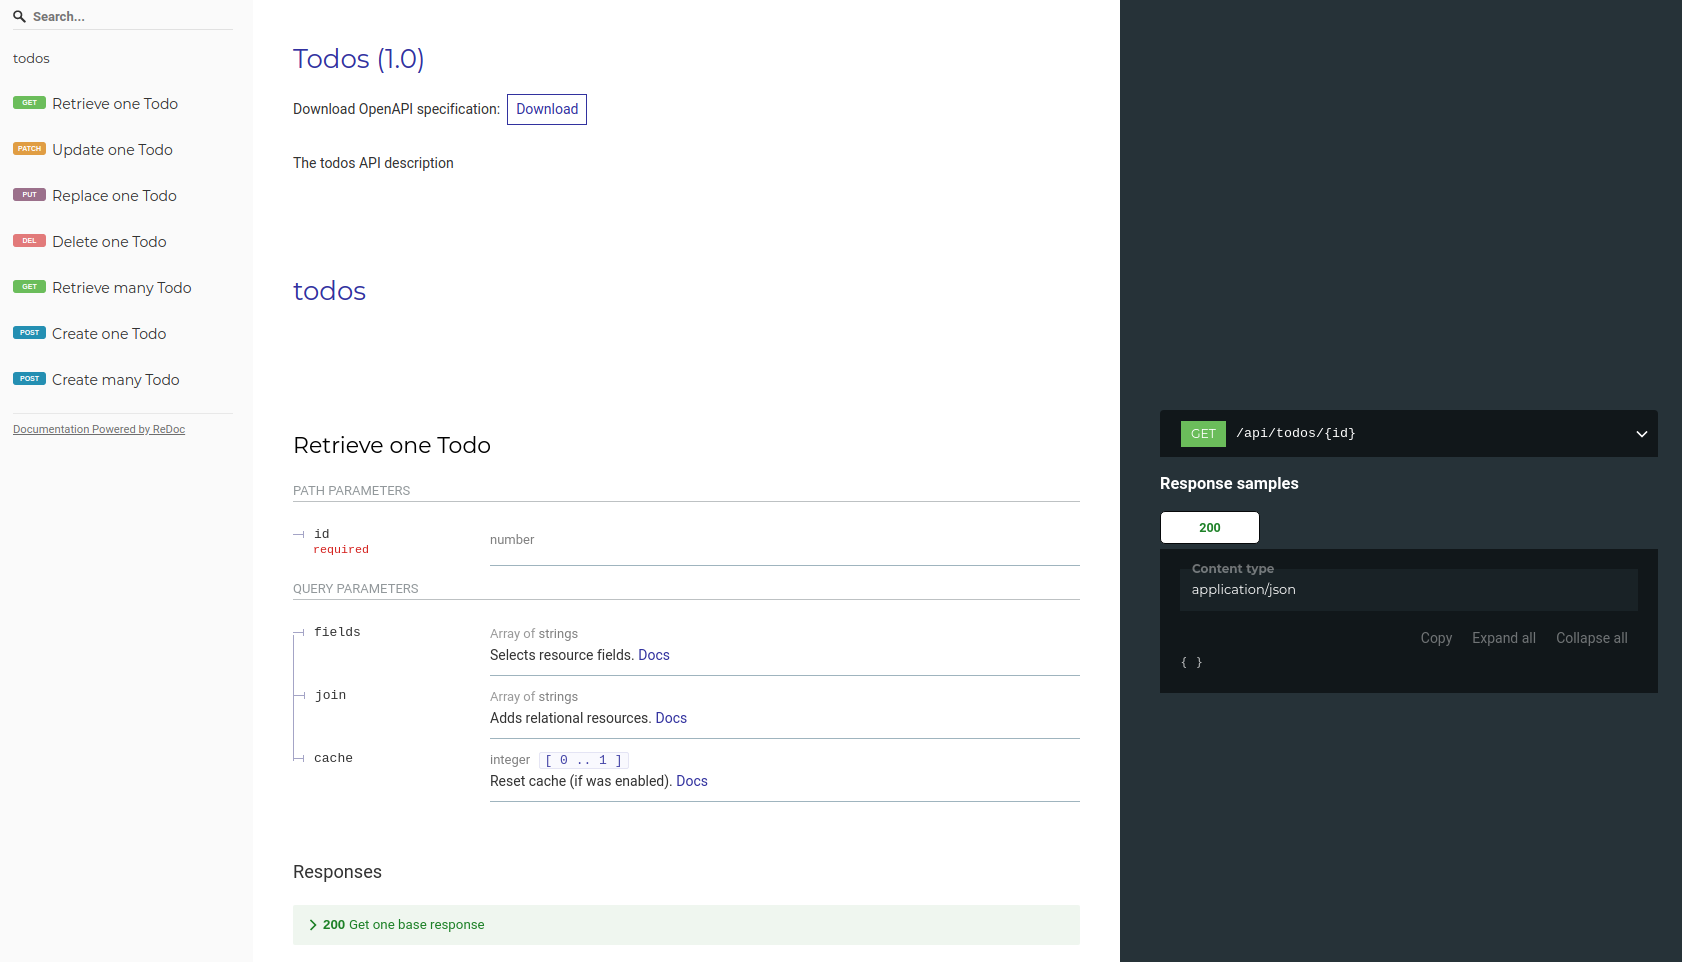 Search...
todos
GET Retrieve one Todo
PATCH Update one Todo
PUT Replace one Todo
DEL Delete one Todo
GET Retrieve many Todo
POST Create one Todo
POST Create many Todo
Documentation Powered by ReDoc
Todos (1.0)
Download OpenAPI specification: Download
The todos API description
todos
Retrieve one Todo
PATH PARAMETERS
id
required
number
QUERY PARAMETERS
fields
Array of strings
Selects resource fields. Docs
join
Array of strings
Adds relational resources. Docs
cache
integer [ 0 .. 1 ]
Reset cache (if was enabled). Docs
Responses
200 Get one base response
GET /api/todos/{id}
Response samples
200
Content type
application/json
Copy Expand all Collapse all
{ }